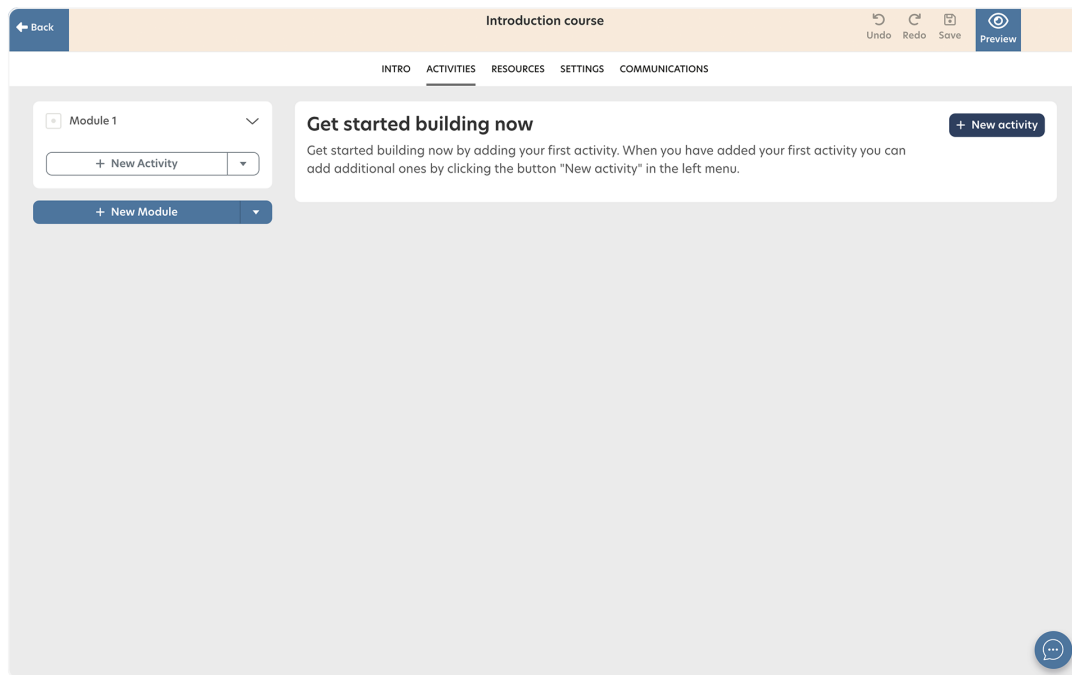 Back
Introduction course
Undo
Redo
Save
Preview
INTRO
ACTIVITIES
RESOURCES
SETTINGS
COMMUNICATIONS
Module 1
+ New Activity
+ New Module
Get started building now
+ New activity
Get started building now by adding your first activity. When you have added your first activity you can
add additional ones by clicking the button "New activity" in the left menu.